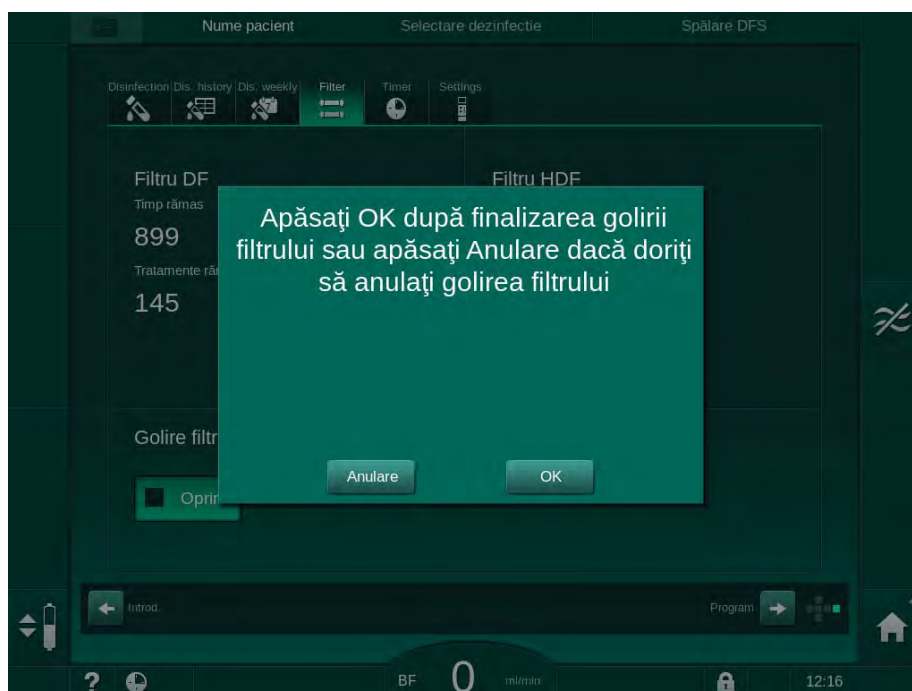 Nume pacient
Selectare dezinfectie
Spălare DFS
Disinfection Dis. history Dis. weekly Filter Timer Settings
Filtru DF
Filtru HDF
Timp rămas
899
Tratamente
145
Apăsaţi OK după finalizarea golirii
filtrului sau apăsaţi Anulare dacă doriţi
să anulaţi golirea filtrului
Anulare
OK
Golire
Introd.
Program
? BF 0 ml/min 12:16